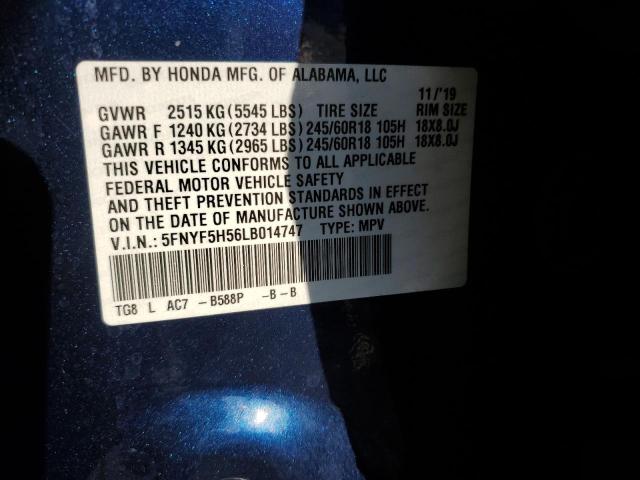 MFD. BY HONDA MFG. OF ALABAMA, LLC
11/'19
GVWR 2515 KG (5545 LBS) TIRE SIZE RIM SIZE
GAWR F 1240 KG (2734 LBS) 245/60R18 105H 18X8.0J
GAWR R 1345 KG (2965 LBS) 245/60R18 105H 18X8.0J
THIS VEHICLE CONFORMS TO ALL APPLICABLE
FEDERAL MOTOR VEHICLE SAFETY
AND THEFT PREVENTION STANDARDS IN EFFECT
ON THE DATE OF MANUFACTURE SHOWN ABOVE.
V.I.N.: 5FNYF5H56LB014747 TYPE: MPV
TG8 L AC7 -B588P -B-B